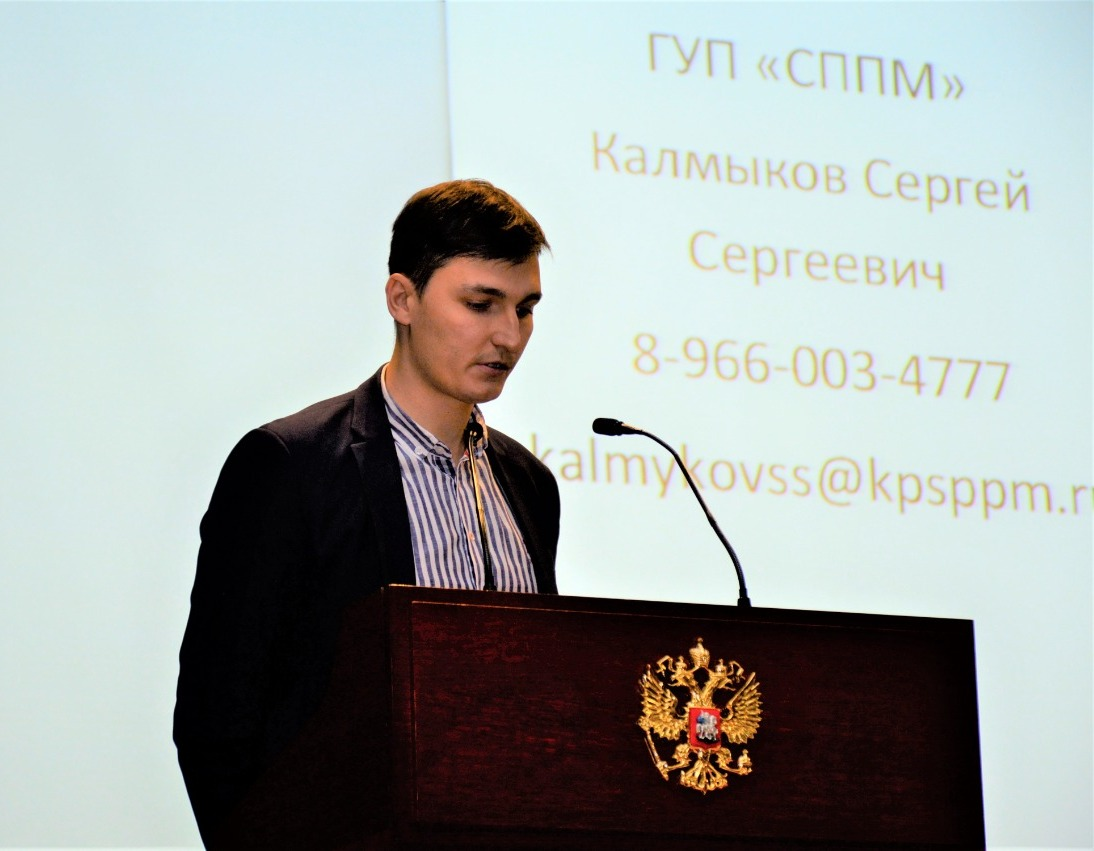 ГУП «СППМ»
Калмыков Сергей
Сергеевич
8-966-003-4777
kalmykovss@kpsppm.ru